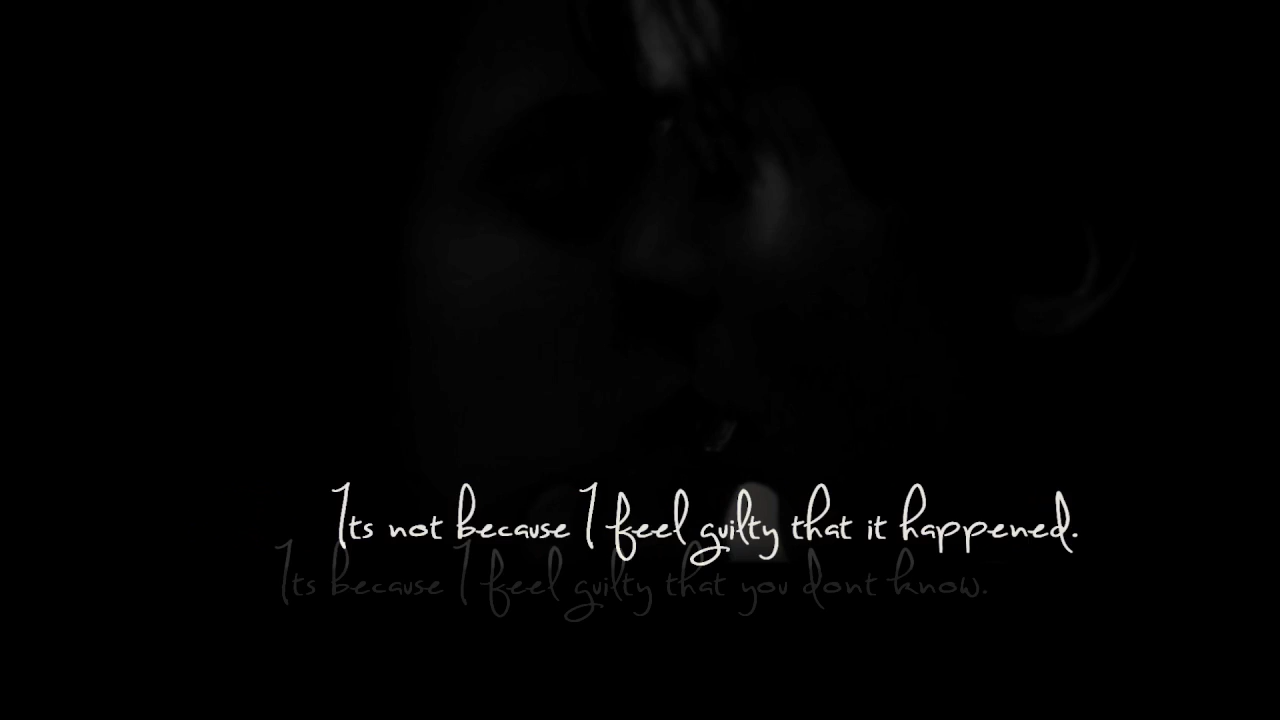 Its not because I feel guilty that it happened.
Its because I feel guilty that you dont know.